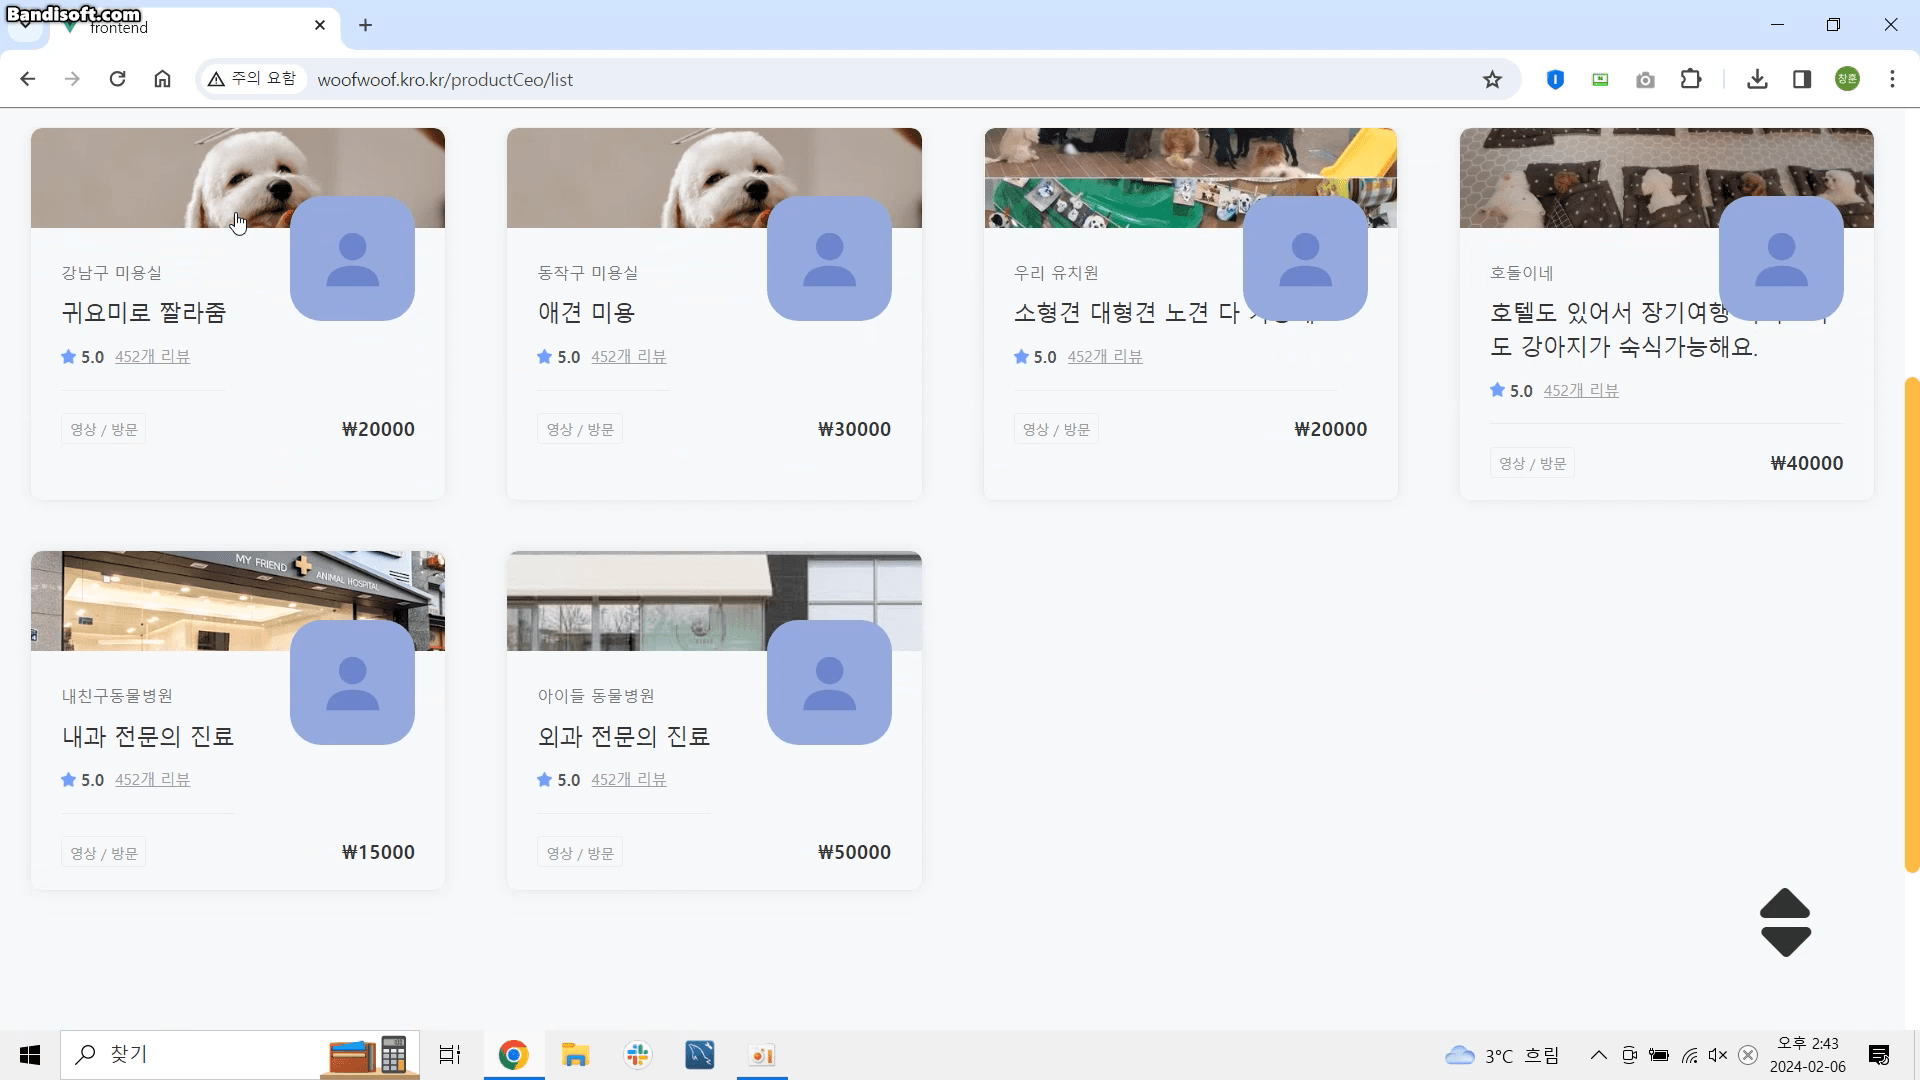 Bandisoft.com
frontend
주의 요함
woofwoof.kro.kr/productCeo/list
창훈
강남구 미용실
귀요미로 짤라줌
5.0 452개 리뷰
영상 / 방문
₩20000
동작구 미용실
애견 미용
5.0 452개 리뷰
영상 / 방문
₩30000
우리 유치원
소형견 대형견 노견 다
5.0 452개 리뷰
영상 / 방문
₩20000
호돌이네
호텔도 있어서 장기여행
도 강아지가 숙식가능해요.
5.0 452개 리뷰
영상 / 방문
₩40000
MY FRIEND
ANIMAL HOSPITAL
내친구동물병원
내과 전문의 진료
5.0 452개 리뷰
영상 / 방문
₩15000
아이들 동물병원
외과 전문의 진료
5.0 452개 리뷰
영상 / 방문
₩50000
찾기
3°C 흐림
오후 2:43
2024-02-06